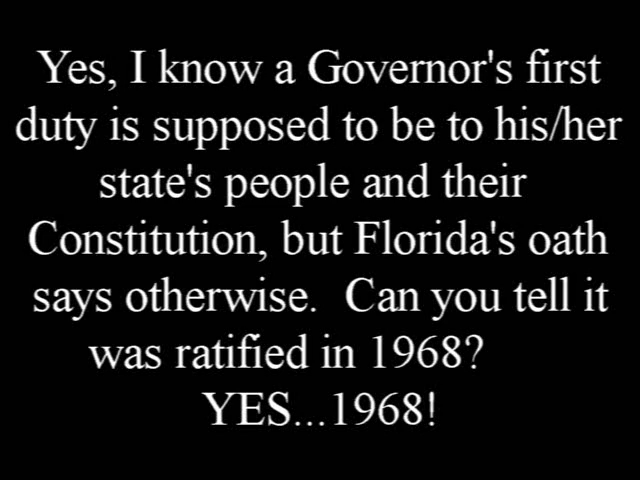 Yes, I know a Governor's first
duty is supposed to be to his/her
state's people and their
Constitution, but Florida's oath
says otherwise.  Can you tell it
was ratified in 1968?
YES...1968!